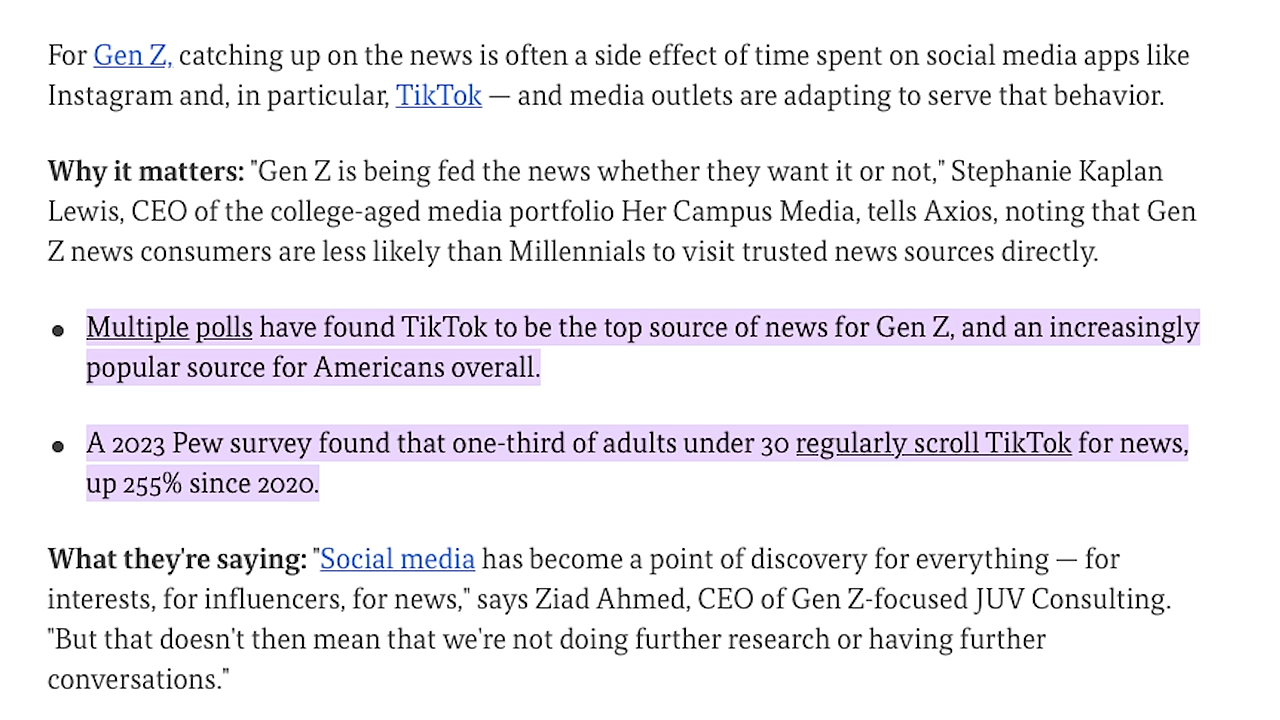 For Gen Z, catching up on the news is often a side effect of time spent on social media apps like
Instagram and, in particular, TikTok — and media outlets are adapting to serve that behavior.
Why it matters: "Gen Z is being fed the news whether they want it or not," Stephanie Kaplan
Lewis, CEO of the college-aged media portfolio Her Campus Media, tells Axios, noting that Gen
Z news consumers are less likely than Millennials to visit trusted news sources directly.
• Multiple polls have found TikTok to be the top source of news for Gen Z, and an increasingly
popular source for Americans overall.
• A 2023 Pew survey found that one-third of adults under 30 regularly scroll TikTok for news,
up 255% since 2020.
What they're saying: "Social media has become a point of discovery for everything — for
interests, for influencers, for news," says Ziad Ahmed, CEO of Gen Z-focused JUV Consulting.
"But that doesn't then mean that we're not doing further research or having further
conversations."